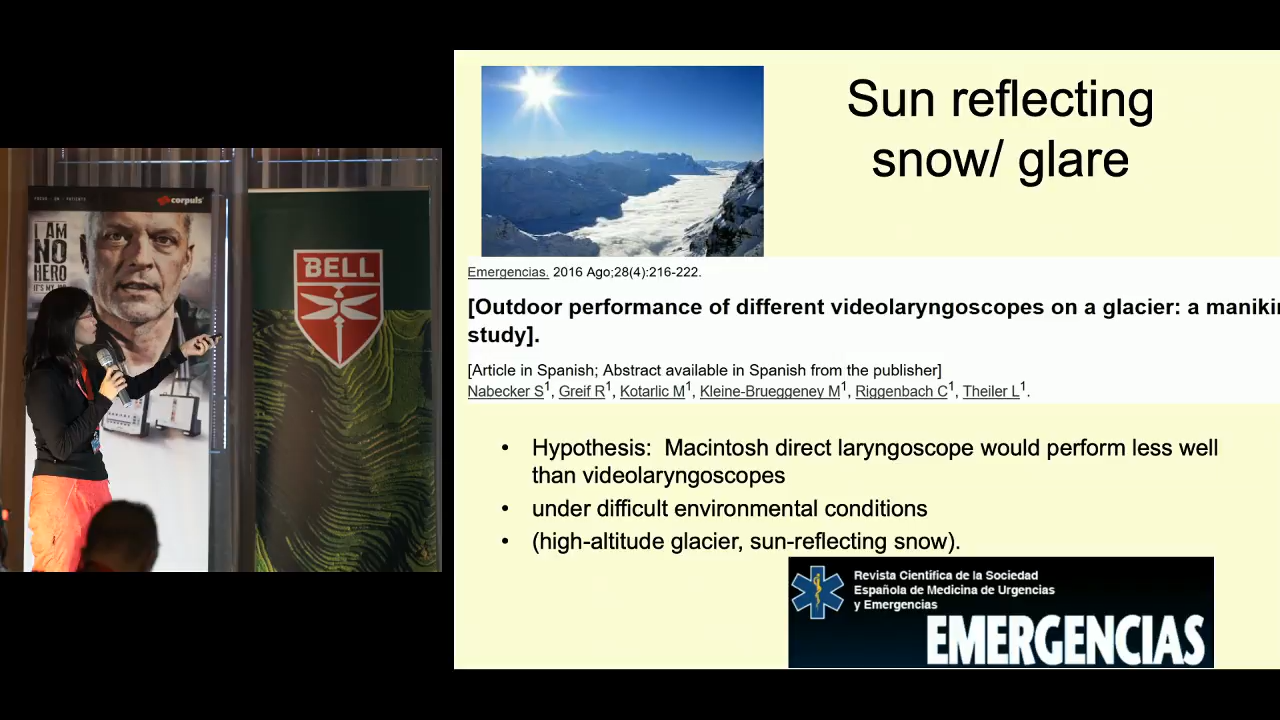 FOCUS · ON · PATIENTS
corpuls
I AM
NO
HERO
IT'S MY
BELL
Sun reflecting
snow/ glare
Emergencias. 2016 Ago;28(4):216-222.
[Outdoor performance of different videolaryngoscopes on a glacier: a maniki
study].
[Article in Spanish; Abstract available in Spanish from the publisher]
Nabecker S1, Greif R1, Kotarlic M1, Kleine-Brueggeney M1, Riggenbach C1, Theiler L1.
• Hypothesis: Macintosh direct laryngoscope would perform less well
than videolaryngoscopes
• under difficult environmental conditions
• (high-altitude glacier, sun-reflecting snow).
Revista Científica de la Sociedad
Española de Medicina de Urgencias
y Emergencias
EMERGENCIAS